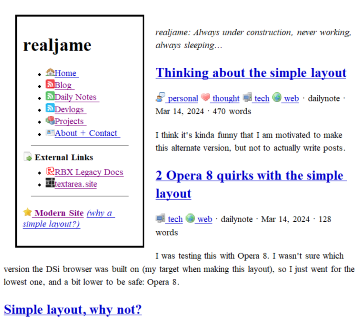 realjame
Home
Blog
Daily Notes
Devlogs
Projects
About + Contact
External Links
RBX Legacy Docs
textarea.site
Modern Site (why a
simple layout?)
realjame: Always under construction, never working,
always sleeping…
Thinking about the simple layout
personal thought tech web · dailynote ·
Mar 14, 2024 · 470 words
I think it's kinda funny that I am motivated to make
this alternate version, but not to actually write posts.
2 Opera 8 quirks with the simple
layout
tech web · dailynote · Mar 14, 2024 · 128
words
I was testing this with Opera 8. I wasn't sure which
version the DSi browser was built on (my target when making this layout), so I just went for the
lowest one, and a bit lower to be safe: Opera 8.
Simple layout, why not?